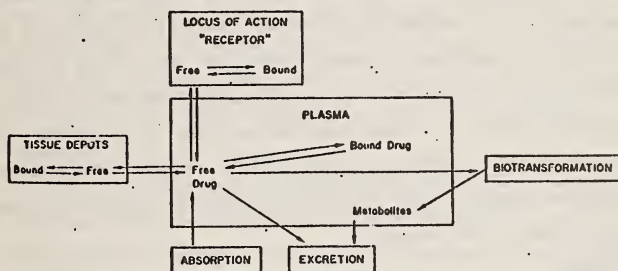 LOCUS OF ACTION
"RECEPTOR"
Free Bound
PLASMA
TISSUE DEPOTS
Bound Free
Free
Drug
Bound Drug
BIOTRANSFORMATION
Metabolites
ABSORPTION
EXCRETION